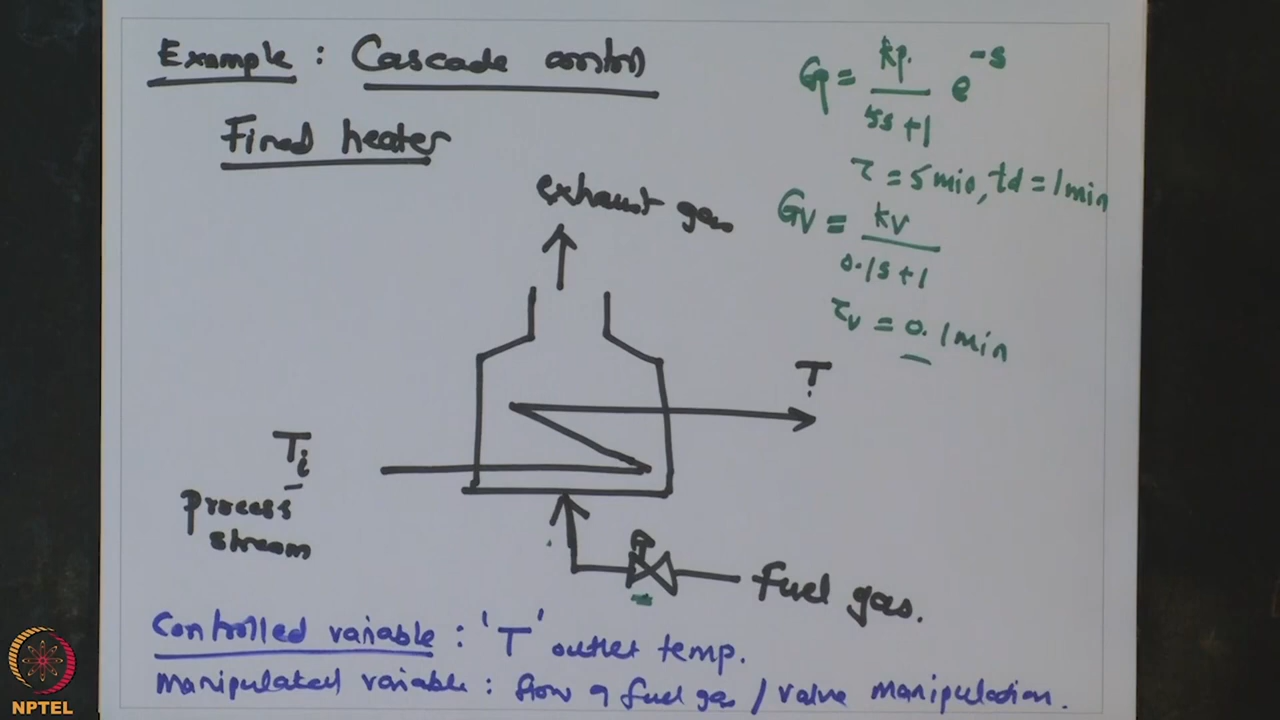 Example : Cascade control
Fired heater
Gp = kp. / 5s+1 e^-s
τ = 5 min, td = 1 min
Gv = kv / 0.1s+1
τv = 0.1 min
exhaust gas
T
Ti
process
stream
fuel gas.
Controlled variable : 'T' outlet temp.
Manipulated variable : flow of fuel gas / valve manipulation.
NPTEL